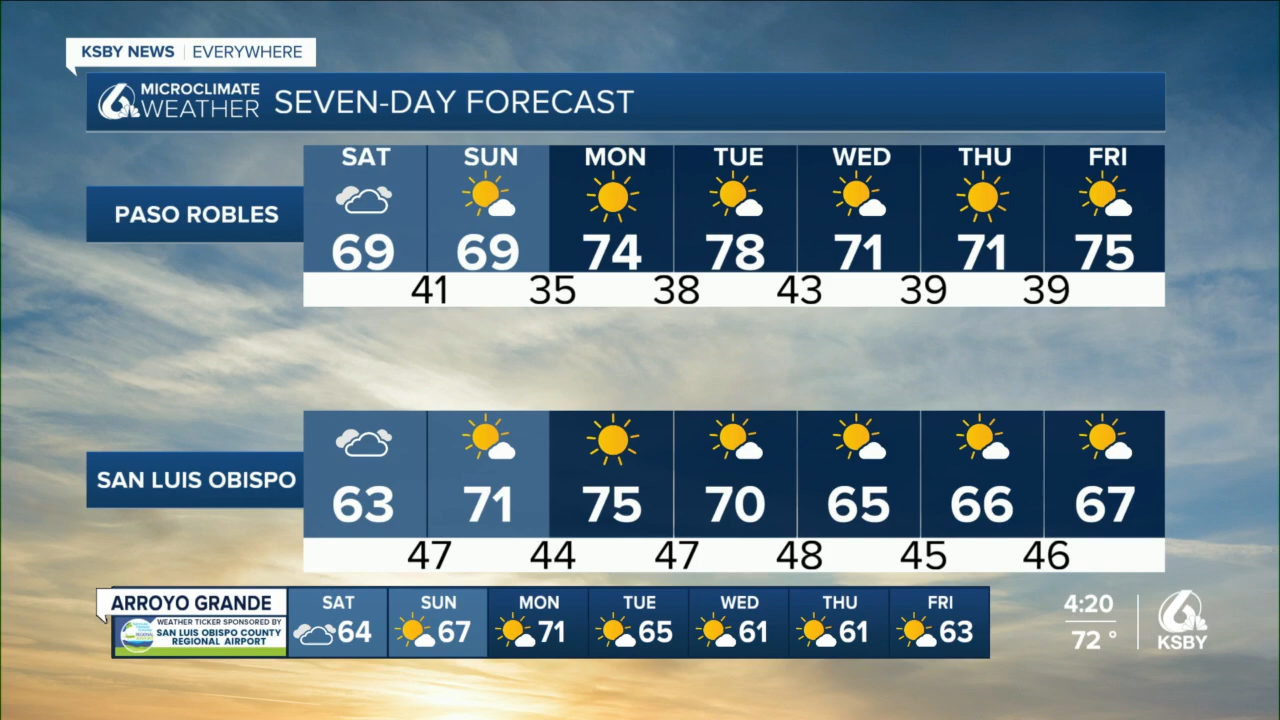 KSBY NEWS | EVERYWHERE
6 MICROCLIMATE WEATHER SEVEN-DAY FORECAST
SAT SUN MON TUE WED THU FRI
PASO ROBLES
69 69 74 78 71 71 75
41 35 38 43 39 39
SAN LUIS OBISPO
63 71 75 70 65 66 67
47 44 47 48 45 46
ARROYO GRANDE
WEATHER TICKER SPONSORED BY
SAN LUIS OBISPO COUNTY
REGIONAL AIRPORT
SAT SUN MON TUE WED THU FRI
64 67 71 65 61 61 63
4:20
72 °
6
KSBY